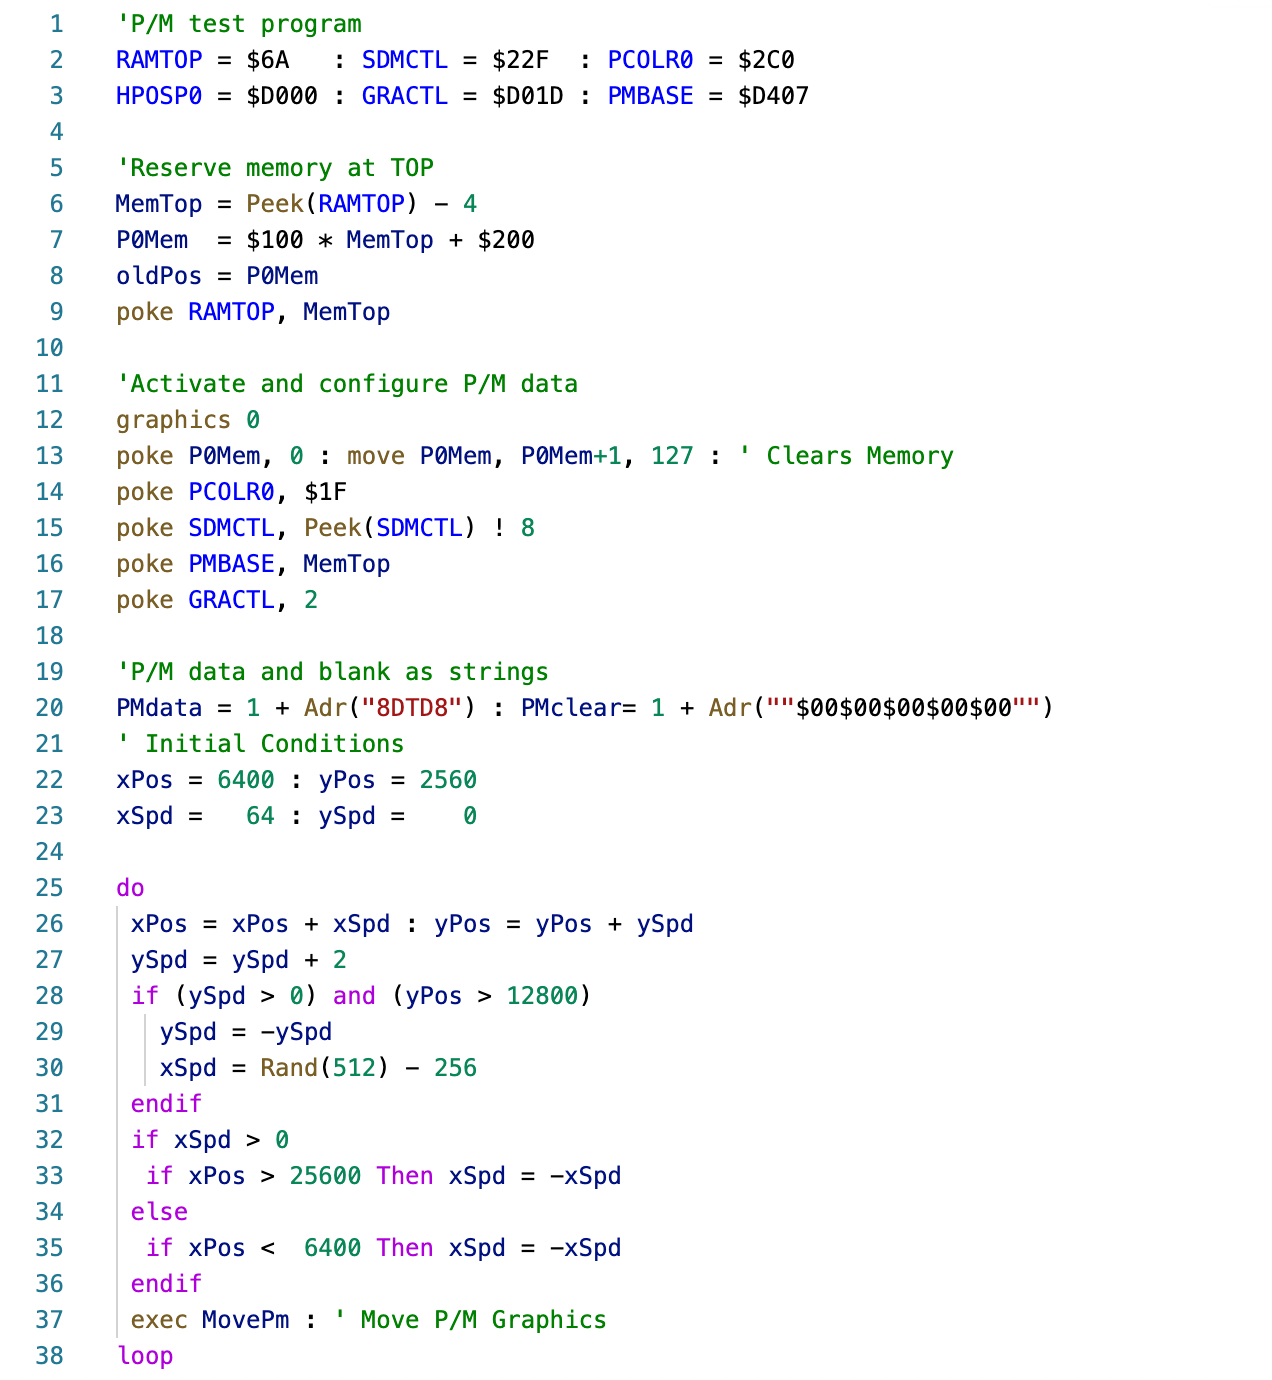 1 'P/M test program
2 RAMTOP = $6A   : SDMCTL = $22F  : PCOLR0 = $2C0
3 HPOSP0 = $D000 : GRACTL = $D01D : PMBASE = $D407
4
5 'Reserve memory at TOP
6 MemTop = Peek(RAMTOP) - 4
7 P0Mem  = $100 * MemTop + $200
8 oldPos = P0Mem
9 poke RAMTOP, MemTop
10
11 'Activate and configure P/M data
12 graphics 0
13 poke P0Mem, 0 : move P0Mem, P0Mem+1, 127 : ' Clears Memory
14 poke PCOLR0, $1F
15 poke SDMCTL, Peek(SDMCTL) ! 8
16 poke PMBASE, MemTop
17 poke GRACTL, 2
18
19 'P/M data and blank as strings
20 PMdata = 1 + Adr("8DTD8") : PMclear= 1 + Adr(""$00$00$00$00$00"")
21 ' Initial Conditions
22 xPos = 6400 : yPos = 2560
23 xSpd =   64 : ySpd =    0
24
25 do
26  xPos = xPos + xSpd : yPos = yPos + ySpd
27  ySpd = ySpd + 2
28  if (ySpd > 0) and (yPos > 12800)
29    ySpd = -ySpd
30    xSpd = Rand(512) - 256
31  endif
32  if xSpd > 0
33   if xPos > 25600 Then xSpd = -xSpd
34  else
35   if xPos <  6400 Then xSpd = -xSpd
36  endif
37  exec MovePm : ' Move P/M Graphics
38 loop